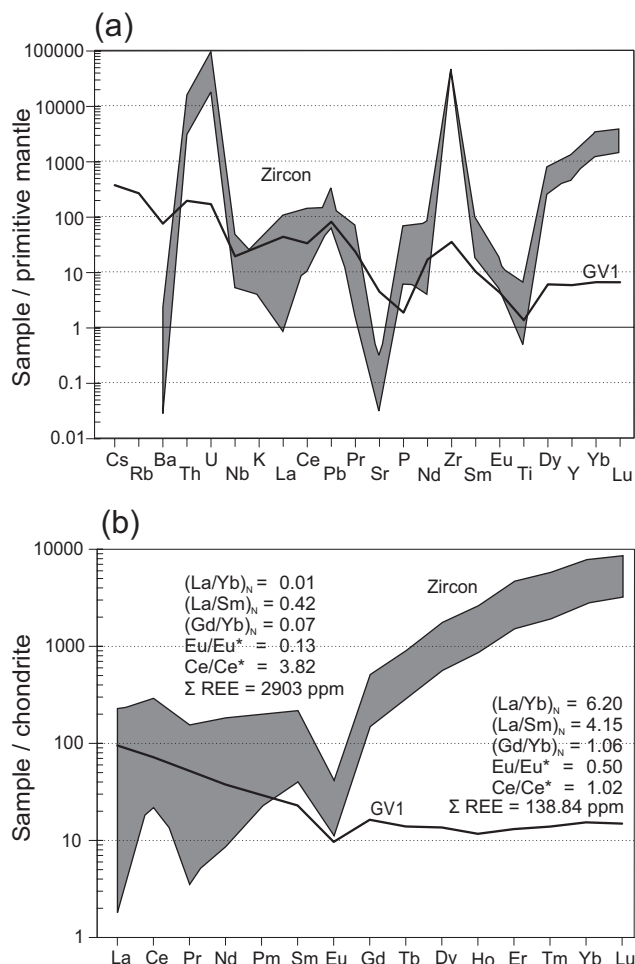 (a)
100000
10000
1000
100
10
1
0.1
0.01
Sample / primitive mantle
Zircon
GV1
Cs Rb Ba Th U Nb K La Ce Pb Pr Sr P Nd Zr Sm Eu Ti Dy Y Yb Lu
(b)
10000
1000
100
10
1
Sample / chondrite
(La/Yb)N = 0.01
(La/Sm)N = 0.42
(Gd/Yb)N = 0.07
Eu/Eu* = 0.13
Ce/Ce* = 3.82
Σ REE = 2903 ppm
Zircon
(La/Yb)N = 6.20
(La/Sm)N = 4.15
(Gd/Yb)N = 1.06
Eu/Eu* = 0.50
Ce/Ce* = 1.02
Σ REE = 138.84 ppm
GV1
La Ce Pr Nd Pm Sm Eu Gd Tb Dy Ho Er Tm Yb Lu